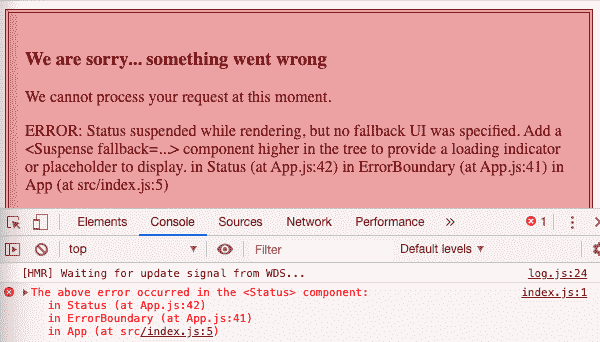 We are sorry... something went wrong
We cannot process your request at this moment.
ERROR: Status suspended while rendering, but no fallback UI was specified. Add a
<Suspense fallback=...> component higher in the tree to provide a loading indicator
or placeholder to display. in Status (at App.js:42) in ErrorBoundary (at App.js:41) in
App (at src/index.js:5)
Elements Console Sources Network Performance » 1
top Filter Default levels
[HMR] Waiting for update signal from WDS... log.js:24
The above error occurred in the <Status> component: index.js:1
in Status (at App.js:42)
in ErrorBoundary (at App.js:41)
in App (at src/index.js:5)